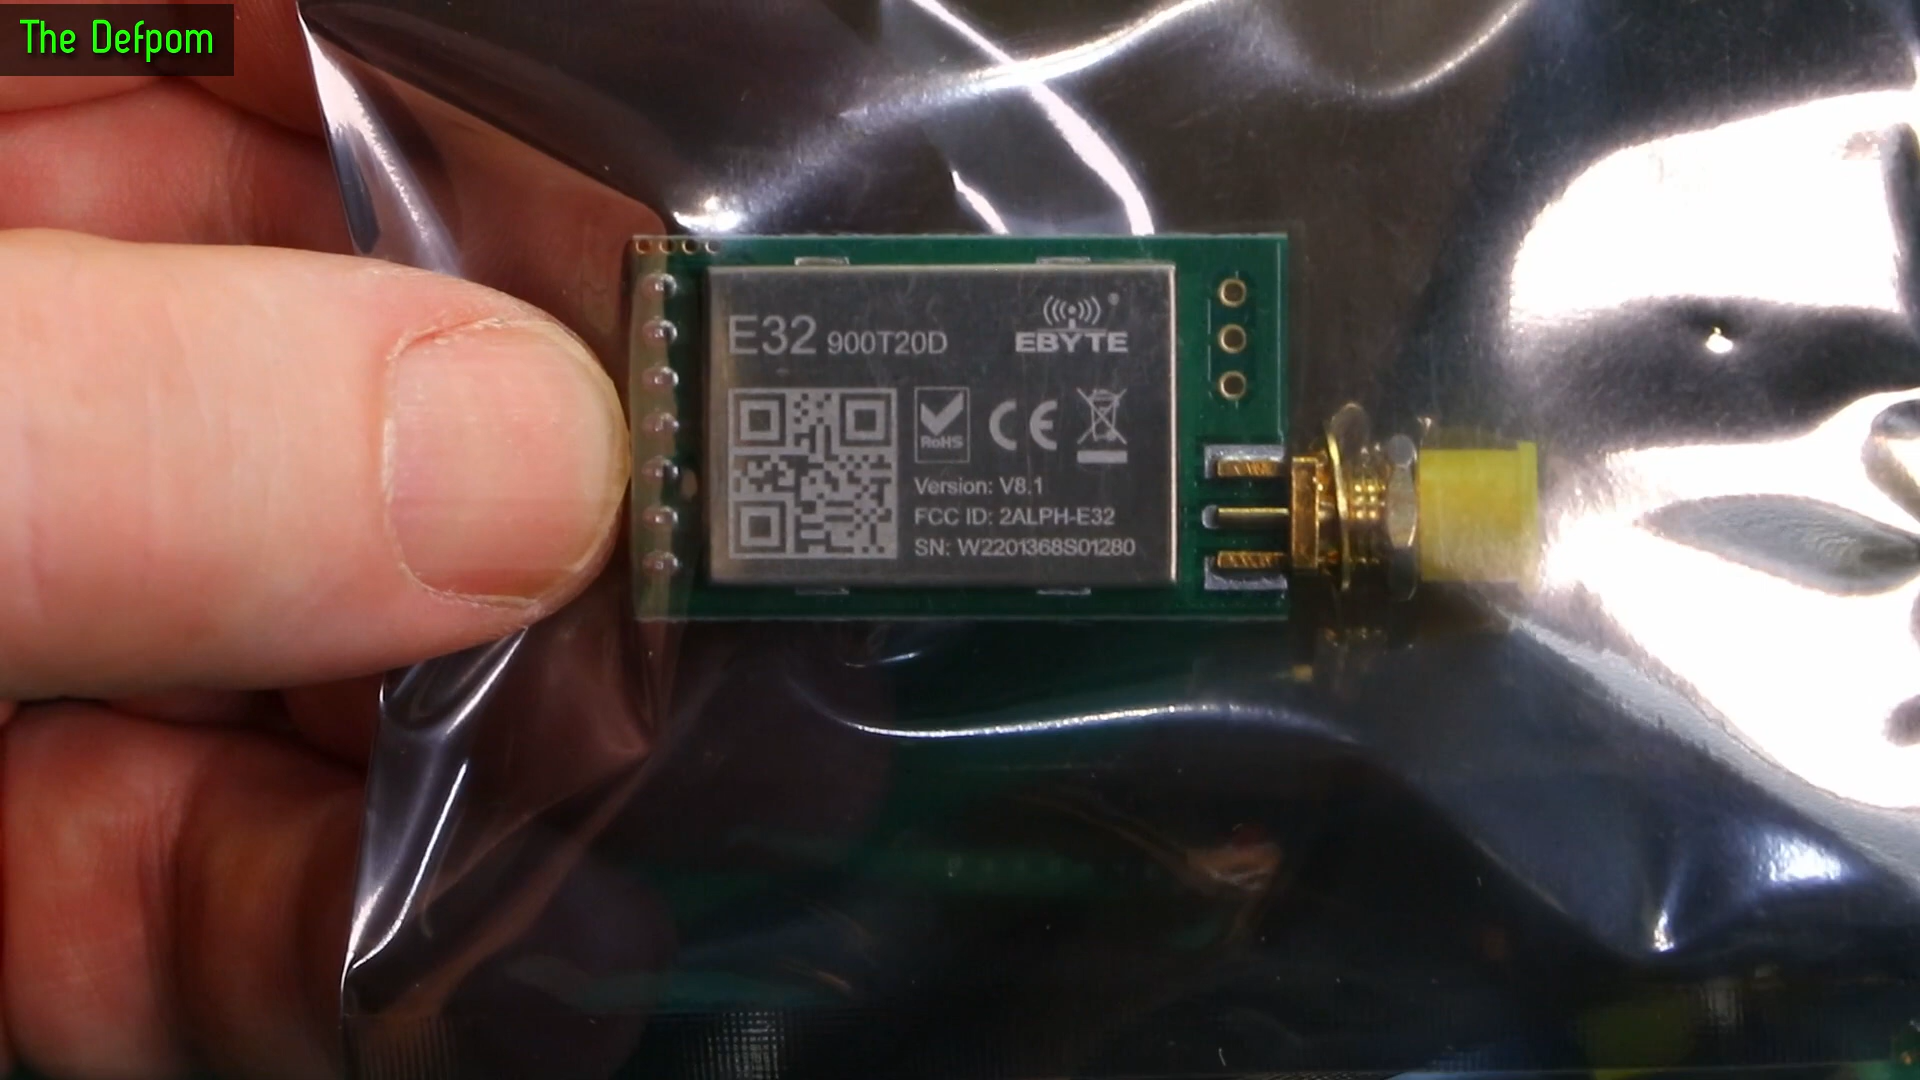 The Defpom
E32 900T20D
EBYTE
RoHS
CE
Version: V8.1
FCC ID: 2ALPH-E32
SN: W2201368S01280